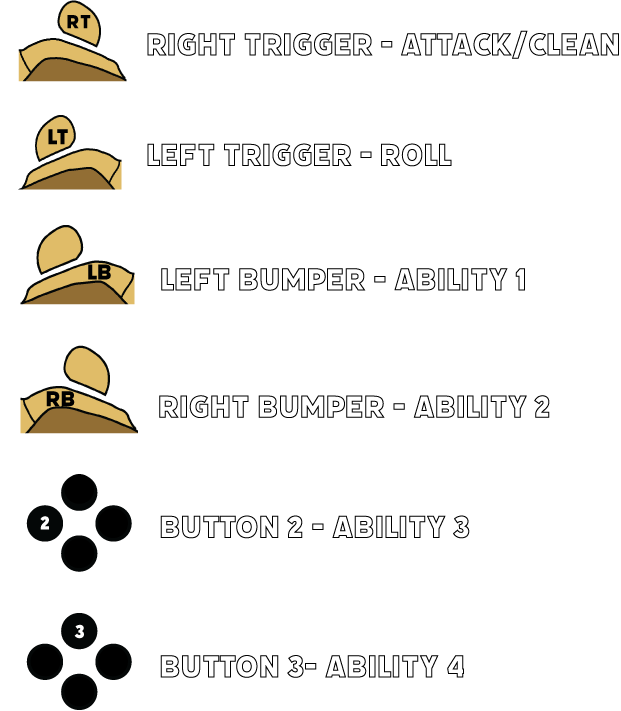 RT
RIGHT TRIGGER - ATTACK/CLEAN
LT
LEFT TRIGGER - ROLL
LB
LEFT BUMPER - ABILITY 1
RB
RIGHT BUMPER - ABILITY 2
2
BUTTON 2 - ABILITY 3
3
BUTTON 3- ABILITY 4